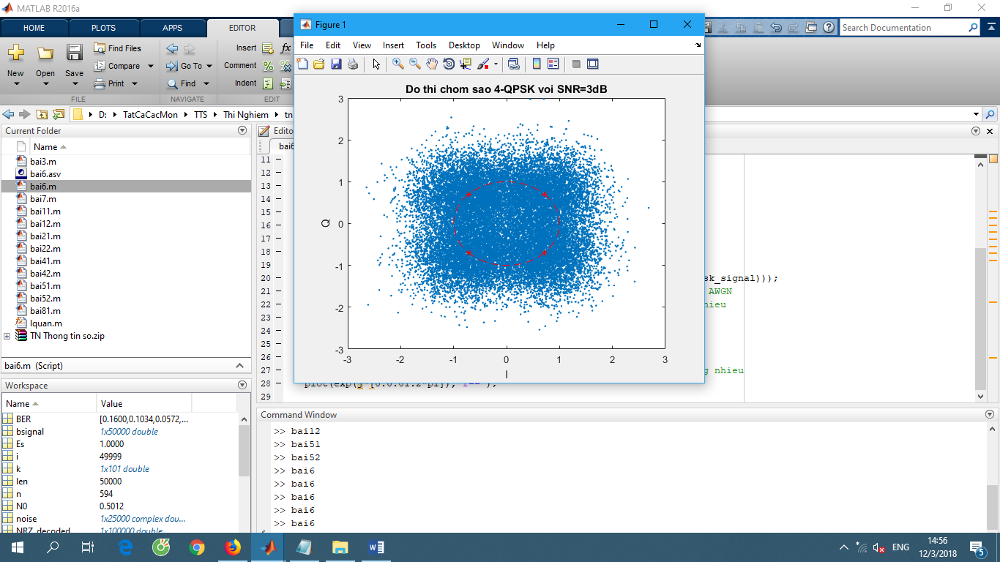 MATLAB R2016a
HOME PLOTS APPS EDITOR
Search Documentation
New Open Save
Find Files
Compare
Print
Go To
Find
Insert fx
Comment
Indent
FILE NAVIGATE
D: TatCaCacMon TTS Thi Nghiem tn
Current Folder
Name
bai3.m
bai6.asv
bai6.m
bai7.m
bai11.m
bai12.m
bai21.m
bai22.m
bai41.m
bai42.m
bai51.m
bai52.m
bai81.m
lquan.m
TN Thong tin so.zip
bai6.m (Script)
Workspace
Name Value
BER [0.1600,0.1034,0.0572,...
bsignal 1x50000 double
Es 1.0000
i 49999
k 1x101 double
len 50000
n 594
N0 0.5012
noise 1x25000 complex dou...
NRZ_decoded 1x100000 double
Edito
bai6
11
12
13
14
15
16
17
18
19
20 sk_signal)));
21 AWGN
22 hieu
23
24
25
26
27 g nhieu
28
29
Figure 1
File Edit View Insert Tools Desktop Window Help
Do thi chom sao 4-QPSK voi SNR=3dB
3
2
1
0
-1
-2
-3
Q
-3 -2 -1 0 1 2 3
I
Command Window
>> bai12
>> bai51
>> bai52
>> bai6
>> bai6
>> bai6
>> bai6
>> bai6
ENG
14:56
12/3/2018
5